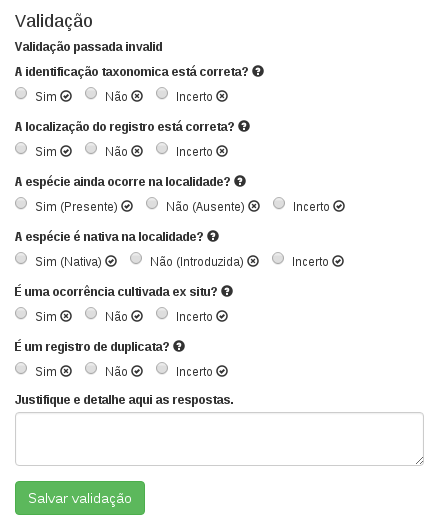 Validação
Validação passada invalid
A identificação taxonomica está correta?
Sim Não Incerto
A localização do registro está correta?
Sim Não Incerto
A espécie ainda ocorre na localidade?
Sim (Presente) Não (Ausente) Incerto
A espécie é nativa na localidade?
Sim (Nativa) Não (Introduzida) Incerto
É uma ocorrência cultivada ex situ?
Sim Não Incerto
É um registro de duplicata?
Sim Não Incerto
Justifique e detalhe aqui as respostas.
Salvar validação